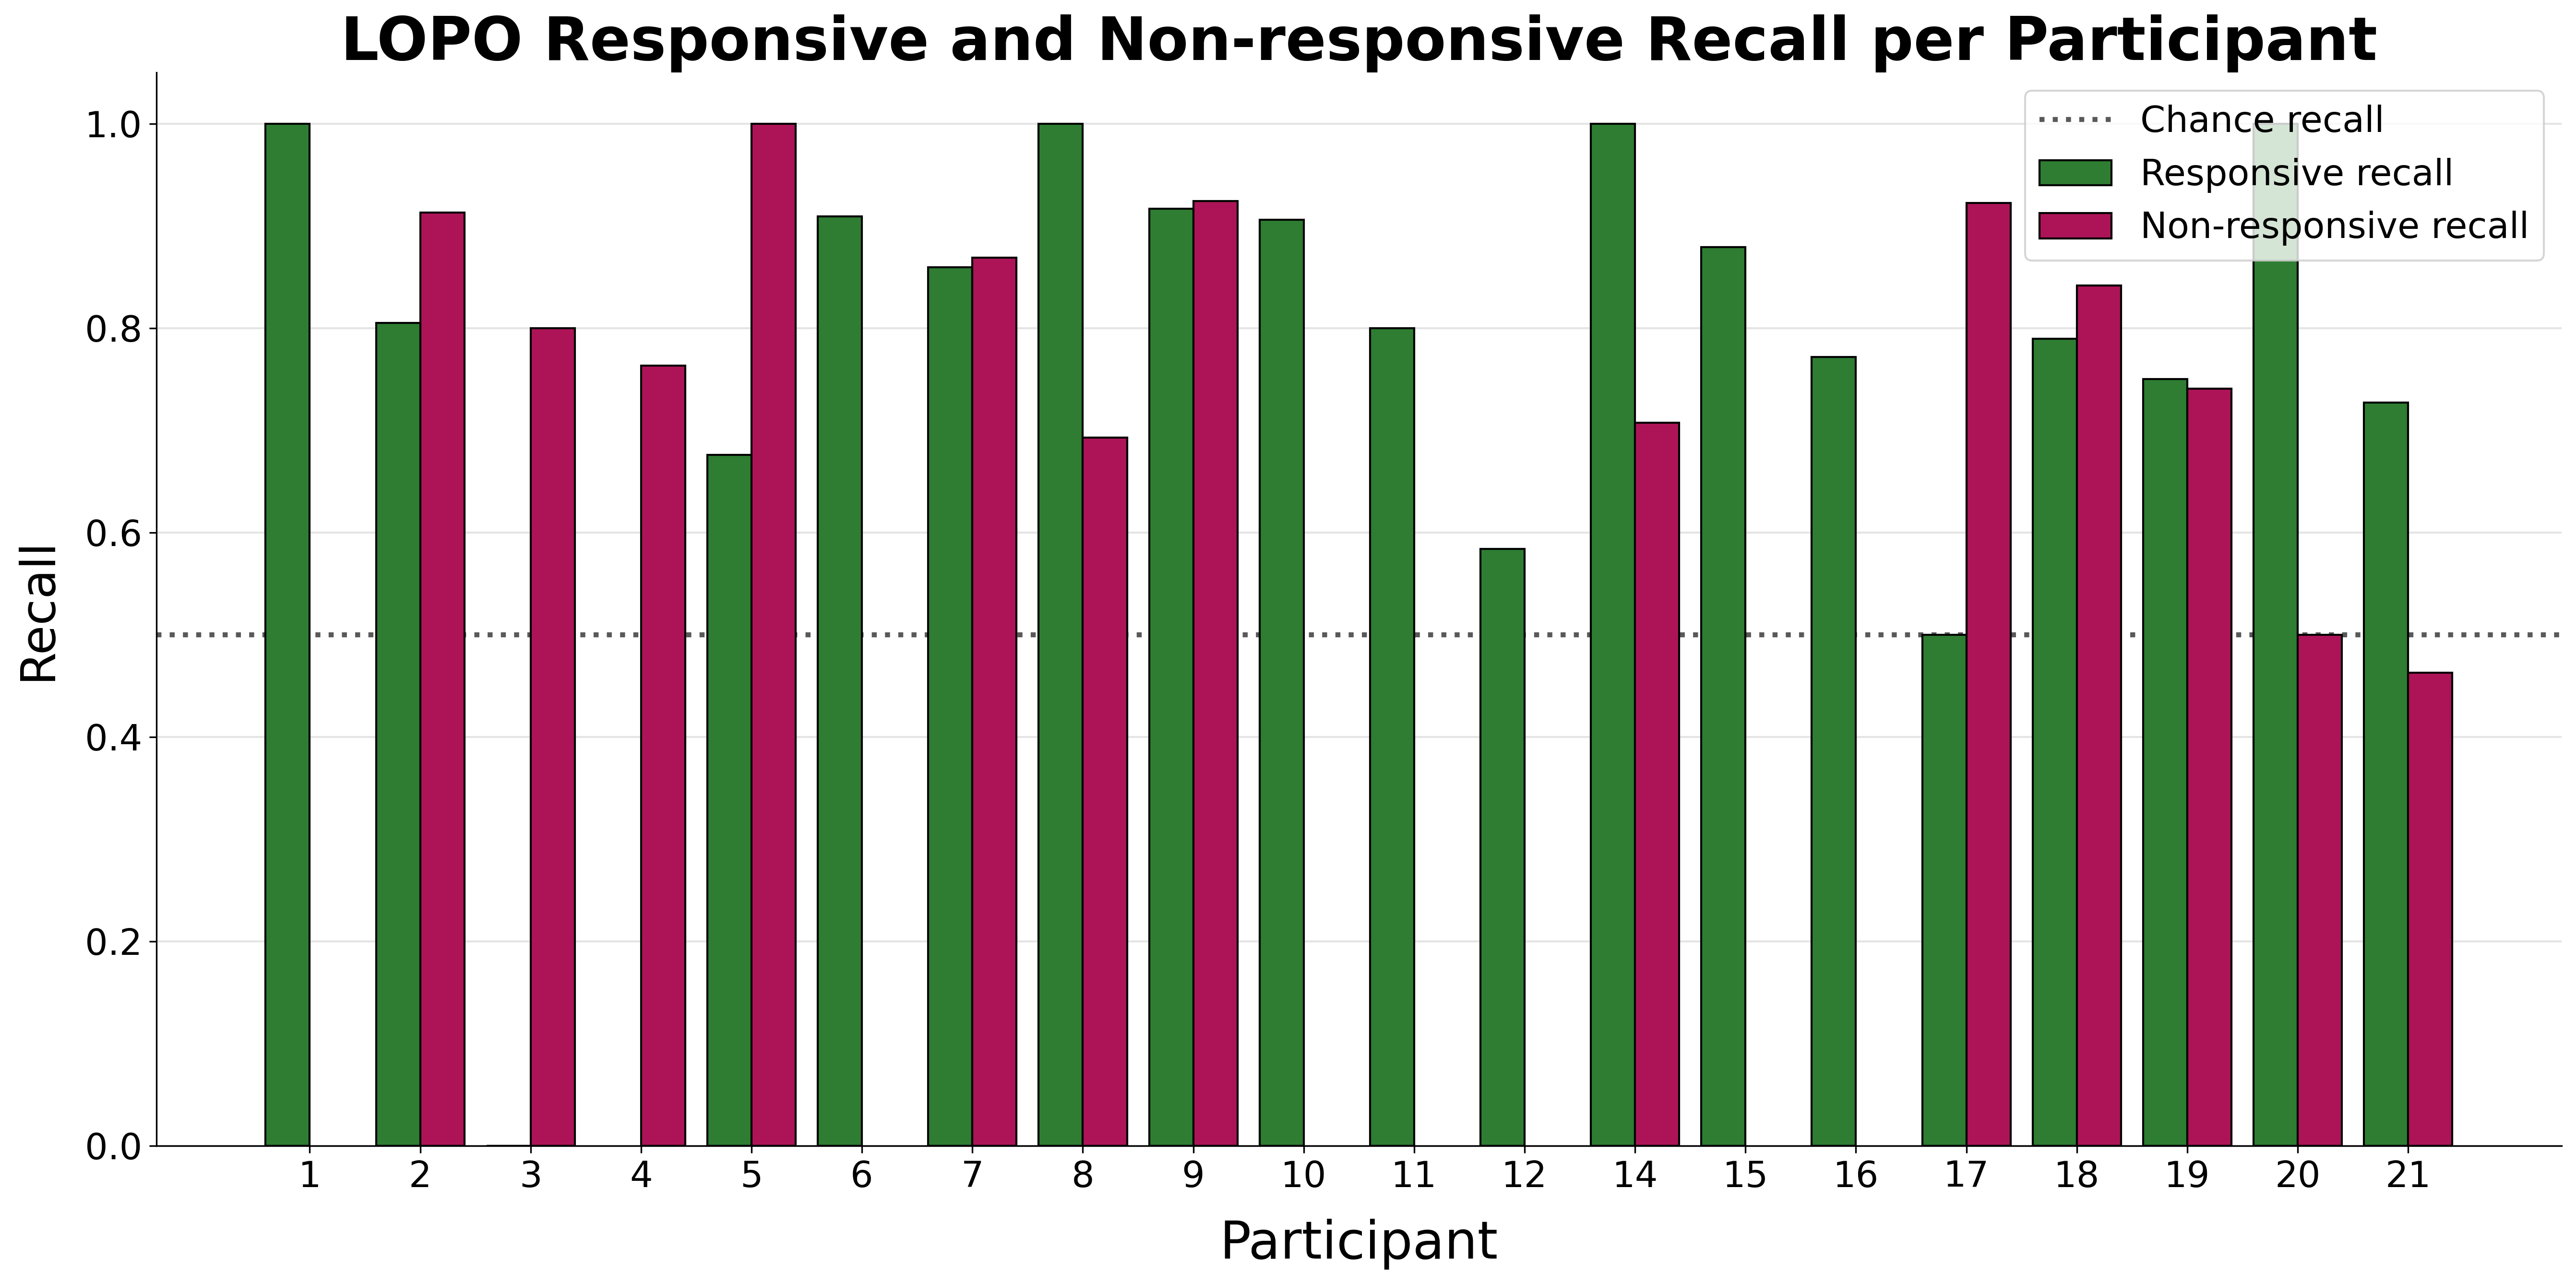 LOPO Responsive and Non-responsive Recall per Participant
Chance recall
Responsive recall
Non-responsive recall
1.0
0.8
0.6
0.4
0.2
0.0
Recall
1 2 3 4 5 6 7 8 9 10 11 12 14 15 16 17 18 19 20 21
Participant